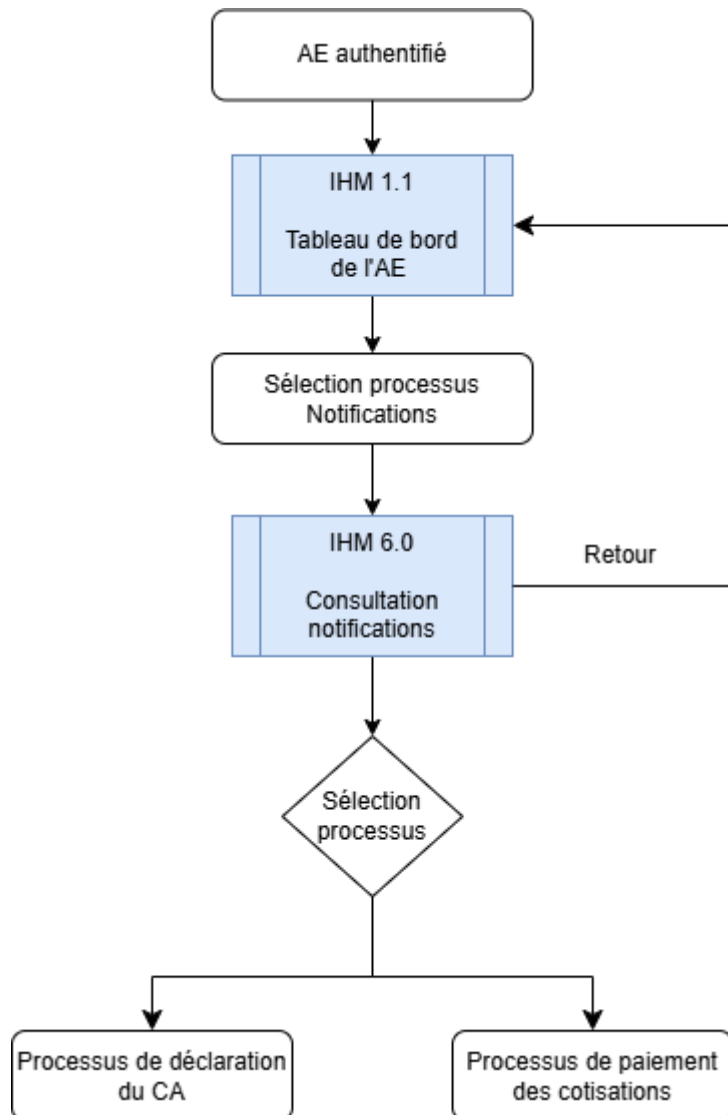 AE authentifié
IHM 1.1
Tableau de bord
de l'AE
Sélection processus
Notifications
IHM 6.0
Consultation
notifications
Retour
Sélection
processus
Processus de déclaration
du CA
Processus de paiement
des cotisations